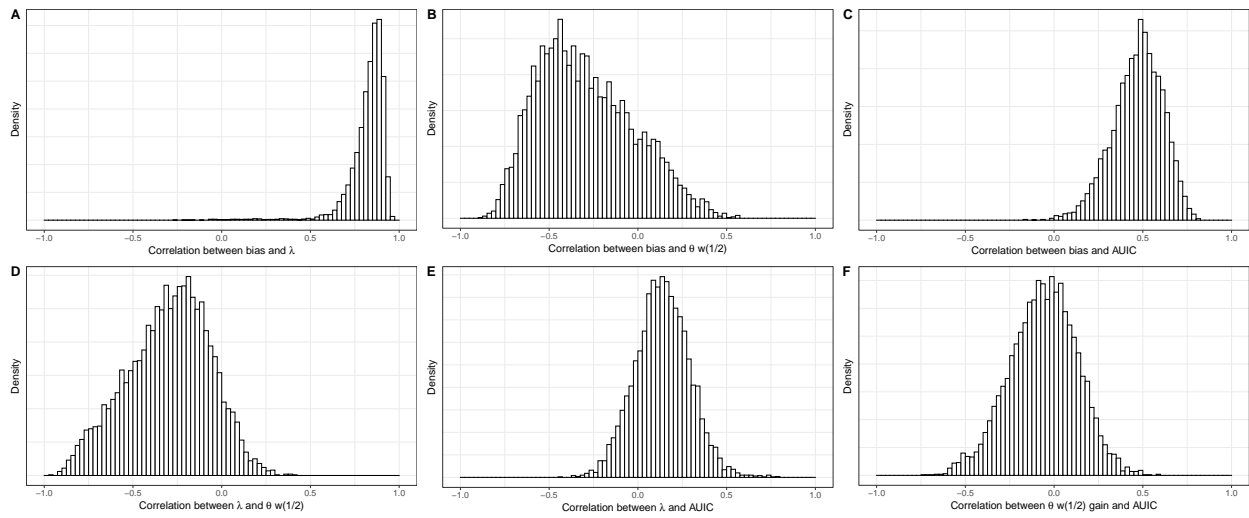 A
Density
−1.0 −0.5 0.0 0.5 1.0
Correlation between bias and λ
B
Density
−1.0 −0.5 0.0 0.5 1.0
Correlation between bias and θ w(1/2)
C
Density
−1.0 −0.5 0.0 0.5 1.0
Correlation between bias and AUIC
D
Density
−1.0 −0.5 0.0 0.5 1.0
Correlation between λ and θ w(1/2)
E
Density
−1.0 −0.5 0.0 0.5 1.0
Correlation between λ and AUIC
F
Density
−1.0 −0.5 0.0 0.5 1.0
Correlation between θ w(1/2) gain and AUIC